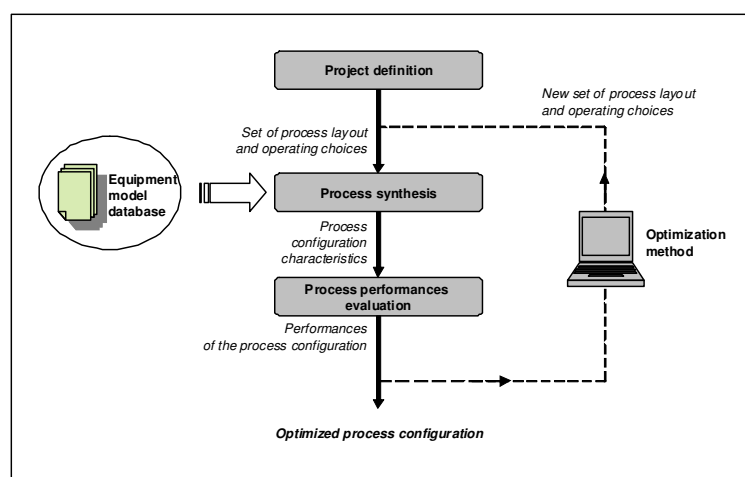 Project definition
New set of process layout
and operating choices
Set of process layout
and operating choices
Equipment
model
database
Process synthesis
Process
configuration
characteristics
Optimization
method
Process performances
evaluation
Performances
of the process configuration
Optimized process configuration